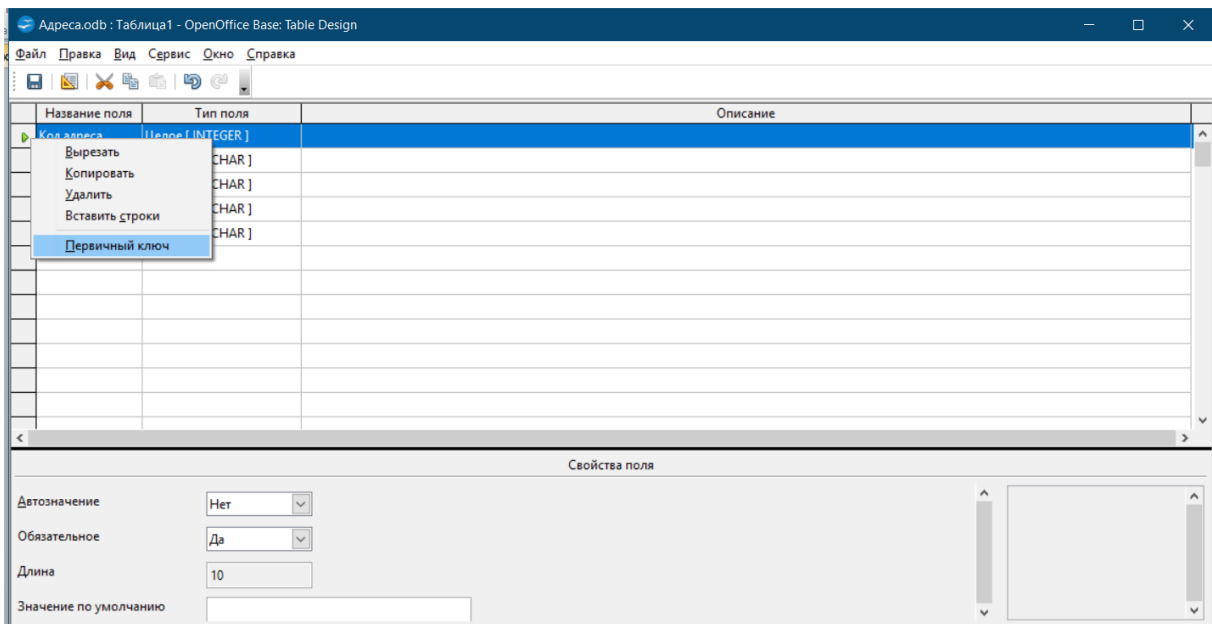 Адреса.odb : Таблица1 - OpenOffice Base: Table Design
Файл Правка Вид Сервис Окно Справка
Название поля Тип поля Описание
Код адреса Целое [ INTEGER ]
Вырезать
CHAR ]
Копировать
CHAR ]
Удалить
CHAR ]
Вставить строки
CHAR ]
Первичный ключ
Свойства поля
Автозначение Нет
Обязательное Да
Длина 10
Значение по умолчанию